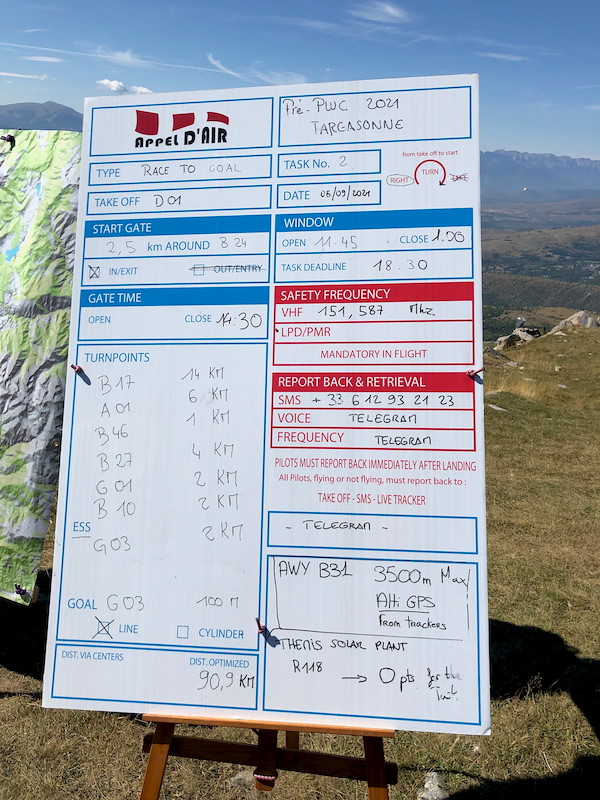 APPEL D'AIR
Pré-PWC 2021
TARGASONNE
TYPE RACE TO GOAL
TAKE OFF D01
TASK No. 2
DATE 05/09/2021
from take off to start
RIGHT TURN
START GATE
2,5 km AROUND B24
IN/EXIT OUT/ENTRY
WINDOW
OPEN 11.45 CLOSE 1.00
TASK DEADLINE 18.30
GATE TIME
OPEN CLOSE 14:30
SAFETY FREQUENCY
VHF 151,587 Mhz
LPD/PMR
MANDATORY IN FLIGHT
TURNPOINTS
B17 14 KM
A01 6 KM
B46 1 KM
B27 4 KM
G01 2 KM
B10 2 KM
ESS
G03 2 KM
GOAL G03 100 M
LINE CYLINDER
DIST. VIA CENTERS DIST. OPTIMIZED
90,9 KM
REPORT BACK & RETRIEVAL
SMS +33 6 12 93 21 23
VOICE TELEGRAM
FREQUENCY TELEGRAM
PILOTS MUST REPORT BACK IMMEDIATELY AFTER LANDING
All Pilots, flying or not flying, must report back to :
TAKE OFF - SMS - LIVE TRACKER
- TELEGRAM -
AWY B31 3500m Max
Alti GPS
From trackers
THEMIS SOLAR PLANT
R118 → 0 pts for the